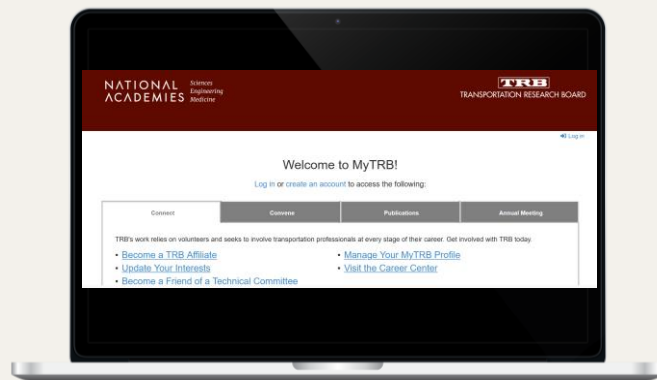 NATIONAL ACADEMIES
Sciences
Engineering
Medicine
TRB
TRANSPORTATION RESEARCH BOARD
Log in
Welcome to MyTRB!
Log in or create an account to access the following:
Connect
Convene
Publications
Annual Meeting
TRB's work relies on volunteers and seeks to involve transportation professionals at every stage of their career. Get involved with TRB today.
• Become a TRB Affiliate
• Update Your Interests
• Become a Friend of a Technical Committee
• Manage Your MyTRB Profile
• Visit the Career Center